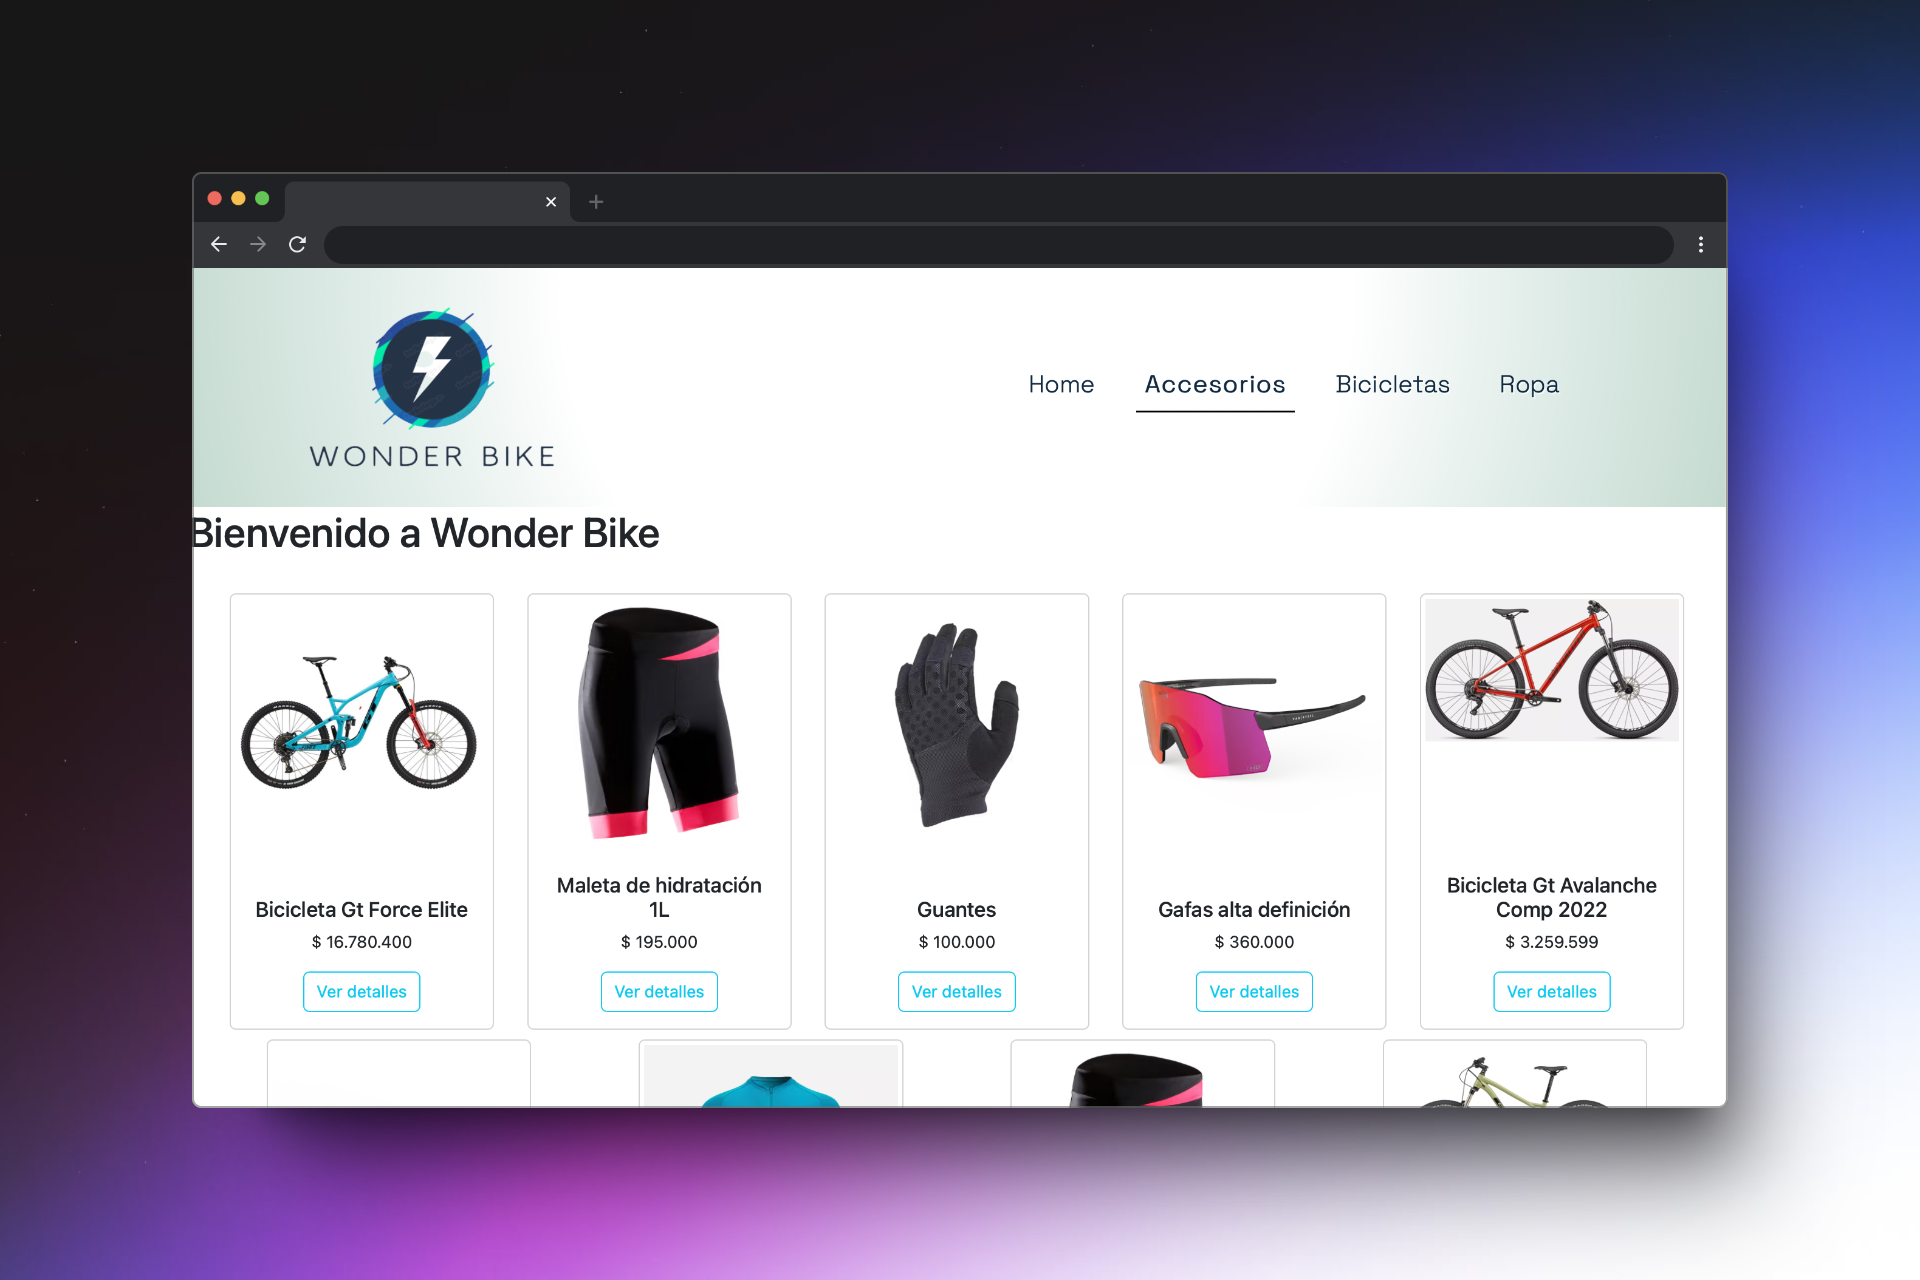 WONDER BIKE
Home
Accesorios
Bicicletas
Ropa
Bienvenido a Wonder Bike
Bicicleta Gt Force Elite
$ 16.780.400
Ver detalles
Maleta de hidratación
1L
$ 195.000
Ver detalles
Guantes
$ 100.000
Ver detalles
Gafas alta definición
$ 360.000
Ver detalles
Bicicleta Gt Avalanche
Comp 2022
$ 3.259.599
Ver detalles